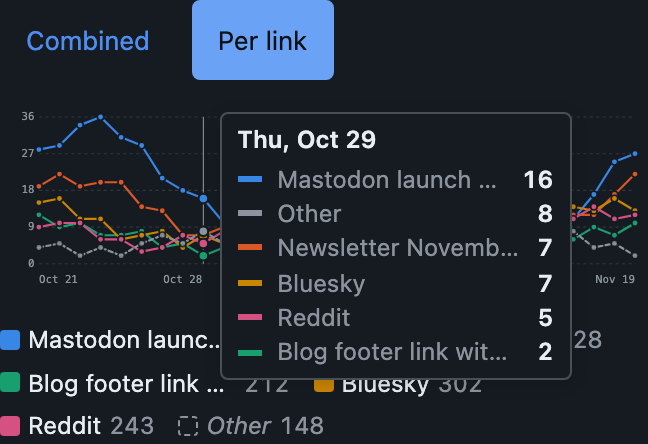 Combined Per link
36
27
18
9
0
Oct 21 Oct 28 Nov 19
Thu, Oct 29
Mastodon launch ... 16
Other 8
Newsletter Novemb... 7
Bluesky 7
Reddit 5
Blog footer link wit... 2
Mastodon launc.. 28
Blog footer link ... 212 Bluesky 302
Reddit 243 Other 148